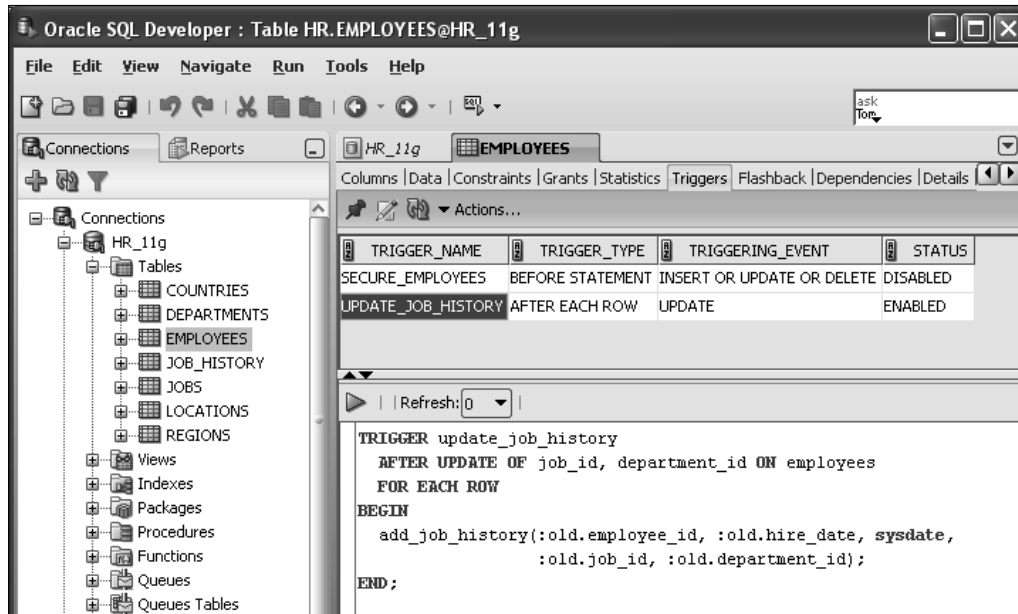 Oracle SQL Developer : Table HR.EMPLOYEES@HR_11g
File Edit View Navigate Run Tools Help
SQL
ask
Tom
Connections Reports
HR_11g EMPLOYEES
Columns | Data | Constraints | Grants | Statistics Triggers Flashback | Dependencies | Details
Actions...
TRIGGER_NAME TRIGGER_TYPE TRIGGERING_EVENT STATUS
SECURE_EMPLOYEES BEFORE STATEMENT INSERT OR UPDATE OR DELETE DISABLED
UPDATE_JOB_HISTORY AFTER EACH ROW UPDATE ENABLED
Connections
HR_11g
Tables
COUNTRIES
DEPARTMENTS
EMPLOYEES
JOB_HISTORY
JOBS
LOCATIONS
REGIONS
Views
Indexes
Packages
Procedures
Functions
Queues
Queues Tables
Refresh: 0
TRIGGER update_job_history
AFTER UPDATE OF job_id, department_id ON employees
FOR EACH ROW
BEGIN
add_job_history(:old.employee_id, :old.hire_date, sysdate,
:old.job_id, :old.department_id);
END;